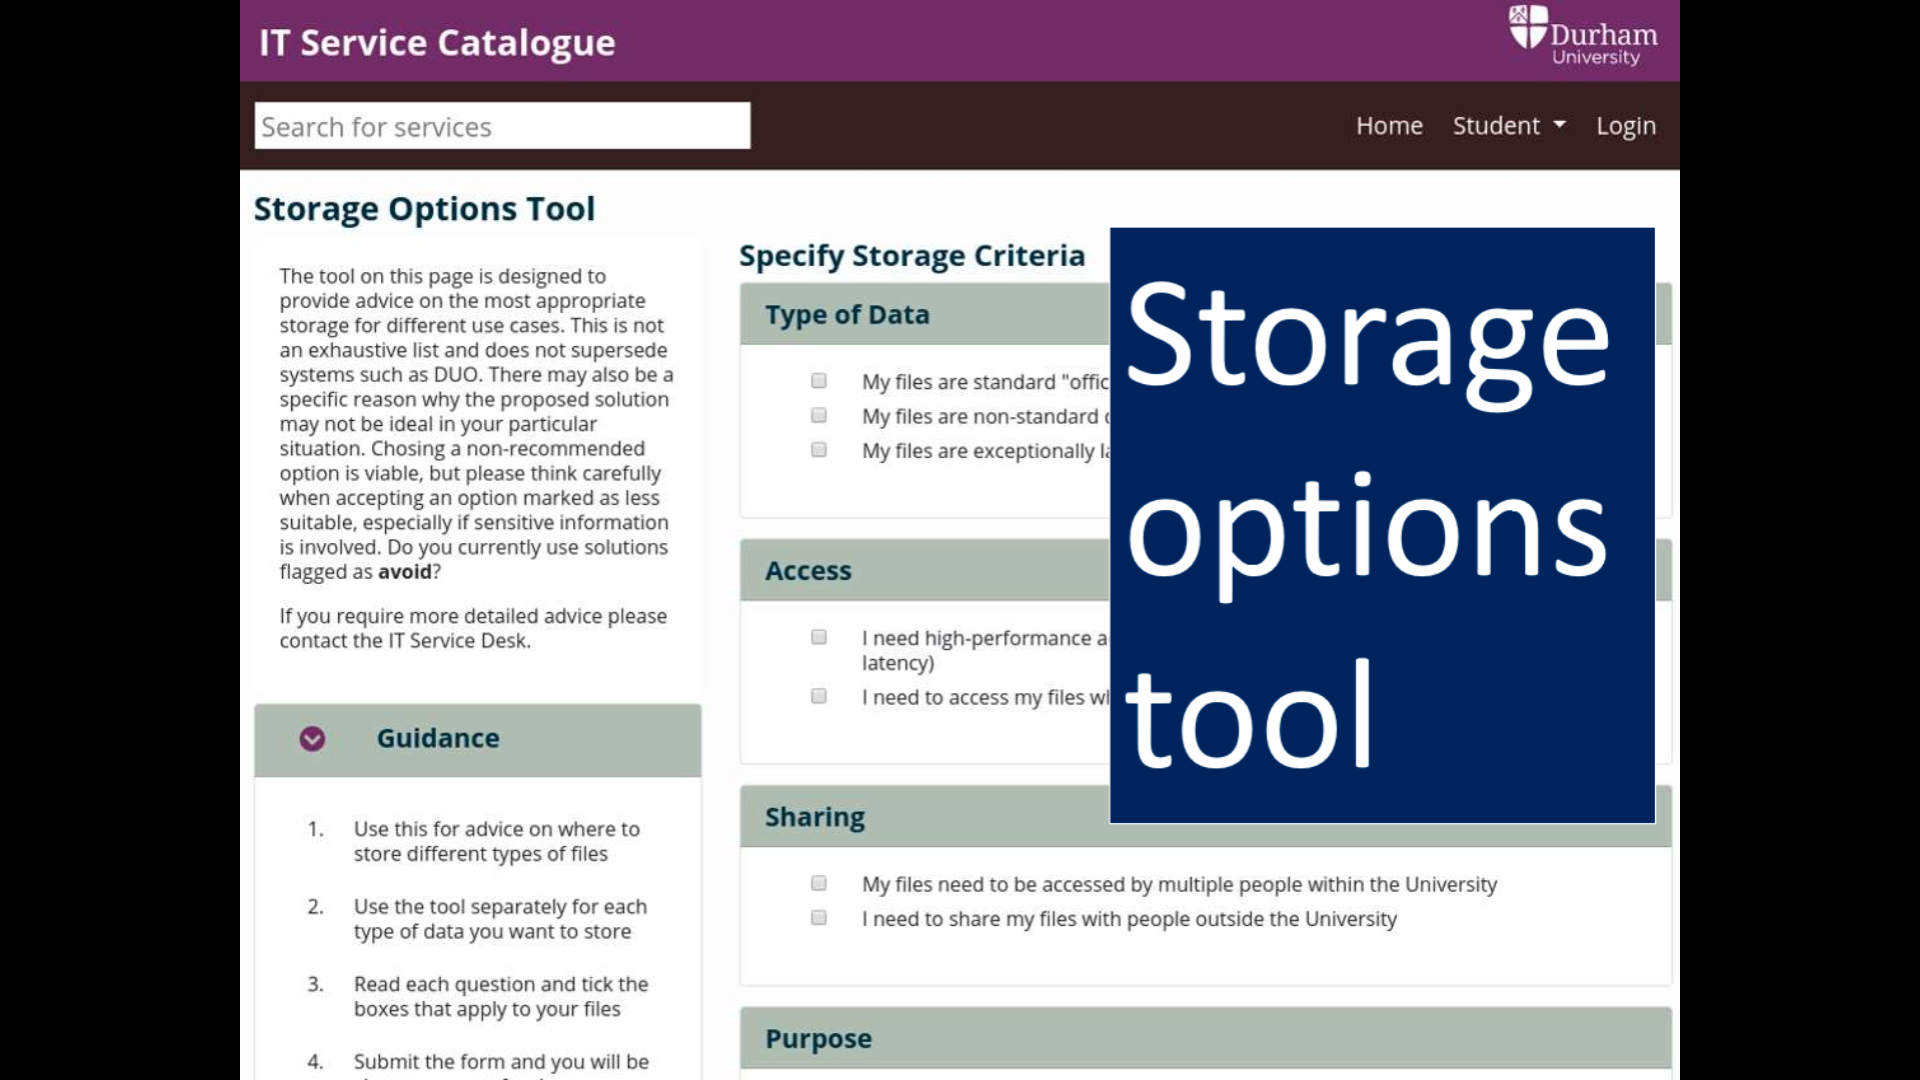 IT Service Catalogue
Durham
University
Search for services
Home Student Login
Storage Options Tool
The tool on this page is designed to
provide advice on the most appropriate
storage for different use cases. This is not
an exhaustive list and does not supersede
systems such as DUO. There may also be a
specific reason why the proposed solution
may not be ideal in your particular
situation. Chosing a non-recommended
option is viable, but please think carefully
when accepting an option marked as less
suitable, especially if sensitive information
is involved. Do you currently use solutions
flagged as avoid?
If you require more detailed advice please
contact the IT Service Desk.
Guidance
1. Use this for advice on where to
store different types of files
2. Use the tool separately for each
type of data you want to store
3. Read each question and tick the
boxes that apply to your files
4. Submit the form and you will be
Specify Storage Criteria
Type of Data
My files are standard
My files are non-standard
My files are exceptionally
Access
I need high-performance
latency)
I need to access my files
Sharing
My files need to be accessed by multiple people within the University
I need to share my files with people outside the University
Purpose
Storage
options
tool